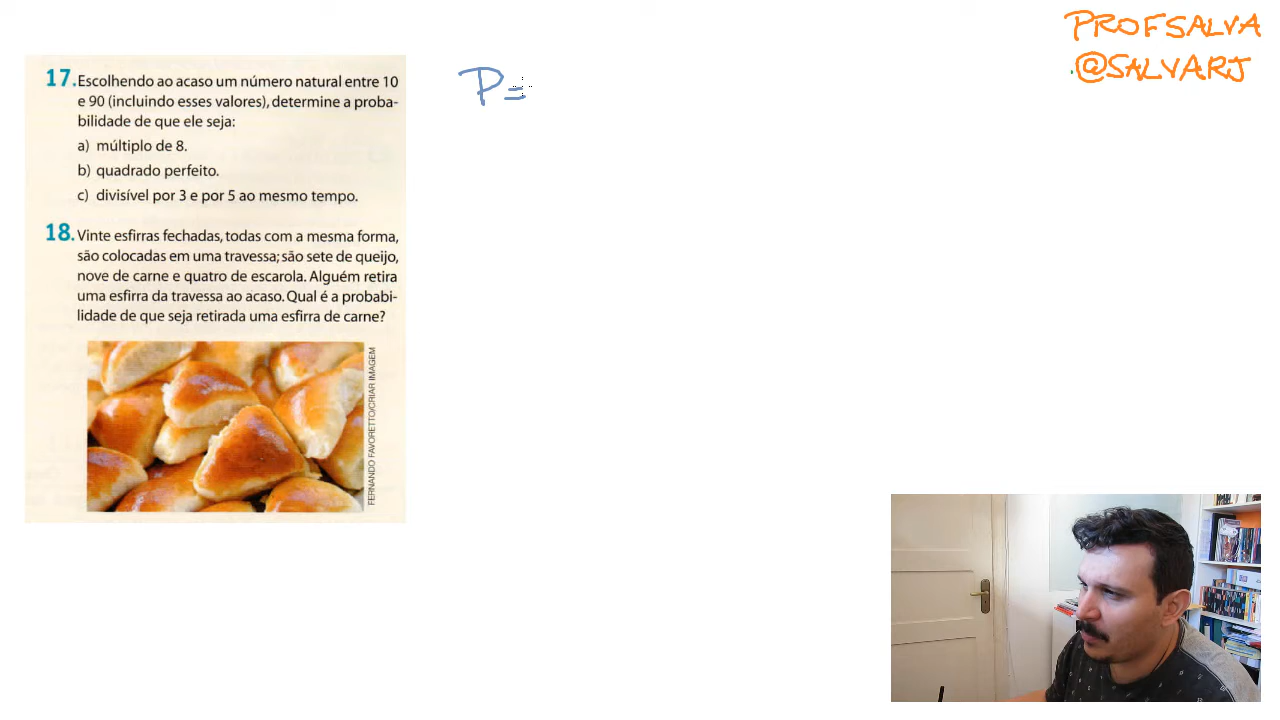 PROFSALVA
@SALVARJ
P=
17. Escolhendo ao acaso um número natural entre 10
e 90 (incluindo esses valores), determine a proba-
bilidade de que ele seja:
a) múltiplo de 8.
b) quadrado perfeito.
c) divisível por 3 e por 5 ao mesmo tempo.
18. Vinte esfirras fechadas, todas com a mesma forma,
são colocadas em uma travessa; são sete de queijo,
nove de carne e quatro de escarola. Alguém retira
uma esfirra da travessa ao acaso. Qual é a probabi-
lidade de que seja retirada uma esfirra de carne?
FERNANDO FAVORETTO/CRIAR IMAGEM